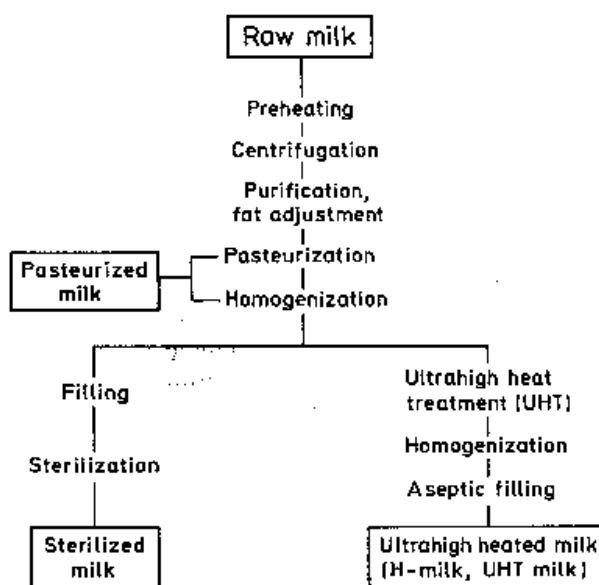 Raw milk
Preheating
Centrifugation
Purification,
fat adjustment
Pasteurization
Pasteurized
milk
Homogenization
Filling
Sterilization
Sterilized
milk
Ultrahigh heat
treatment (UHT)
Homogenization
Aseptic filling
Ultrahigh heated milk
(H-milk, UHT milk)